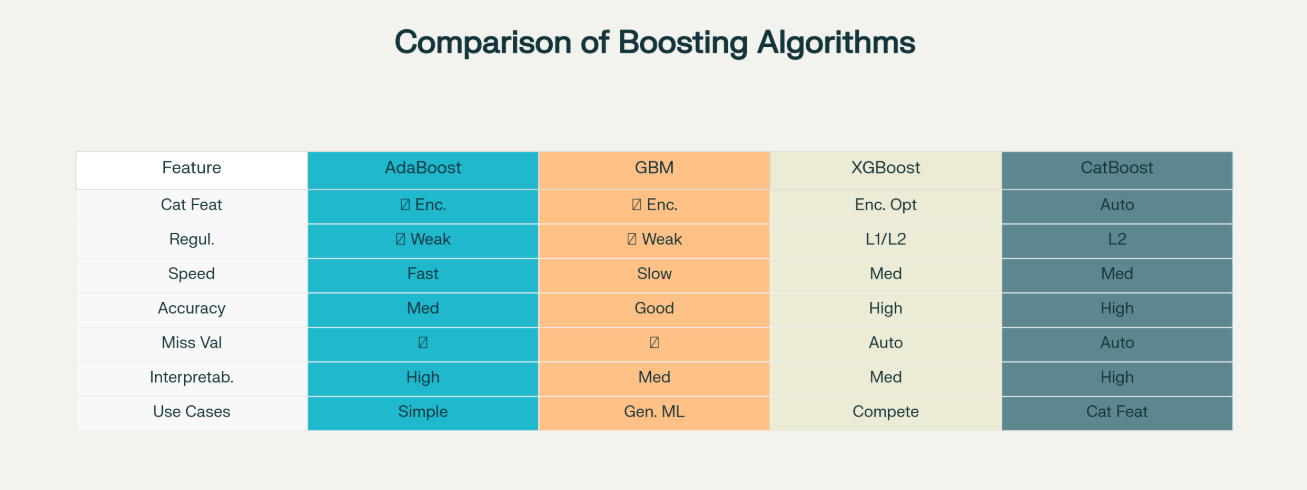 Comparison of Boosting Algorithms
Feature AdaBoost GBM XGBoost CatBoost
Cat Feat Enc. Enc. Enc. Opt Auto
Regul. Weak Weak L1/L2 L2
Speed Fast Slow Med Med
Accuracy Med Good High High
Miss Val Auto Auto
Interpretab. High Med Med High
Use Cases Simple Gen. ML Compete Cat Feat